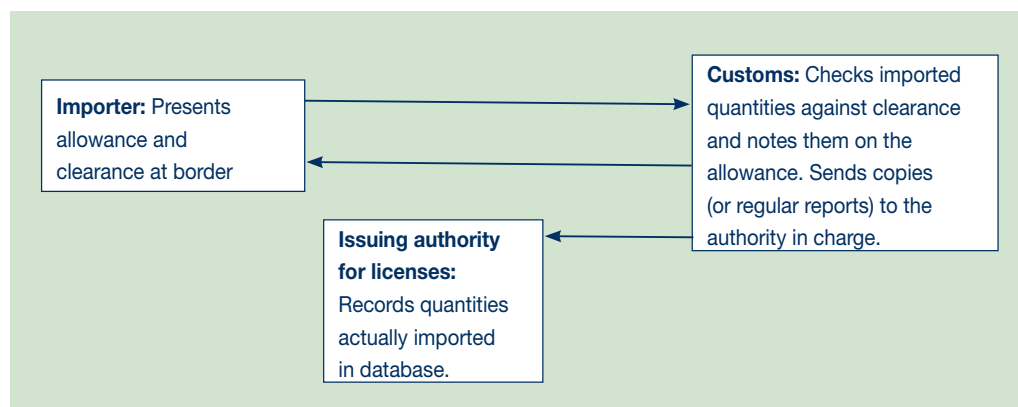 Importer: Presents
allowance and
clearance at border
Customs: Checks imported
quantities against clearance
and notes them on the
allowance. Sends copies
(or regular reports) to the
authority in charge.
Issuing authority
for licenses:
Records quantities
actually imported
in database.